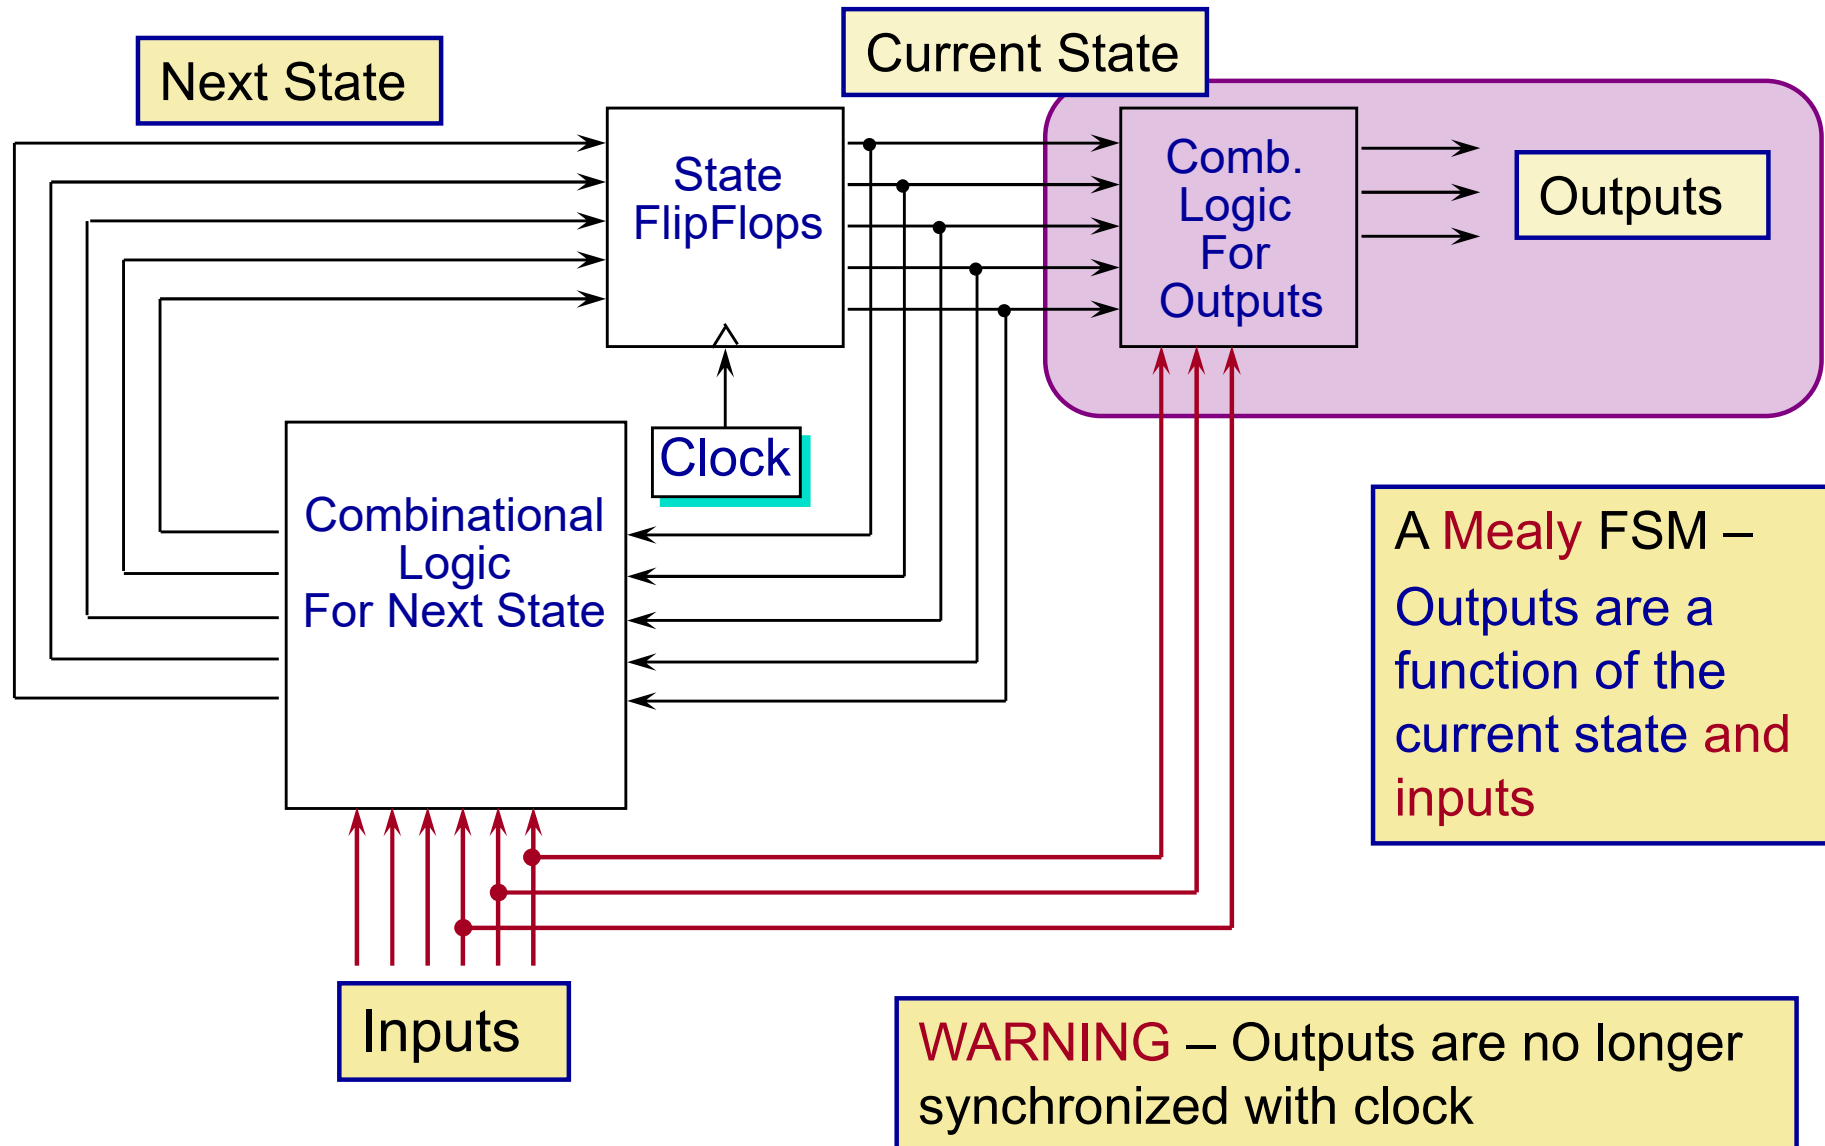 Next State
Current State
State
FlipFlops
Comb.
Logic
For
Outputs
Outputs
Clock
Combinational
Logic
For Next State
A Mealy FSM –
Outputs are a
function of the
current state and
inputs
Inputs
WARNING – Outputs are no longer
synchronized with clock